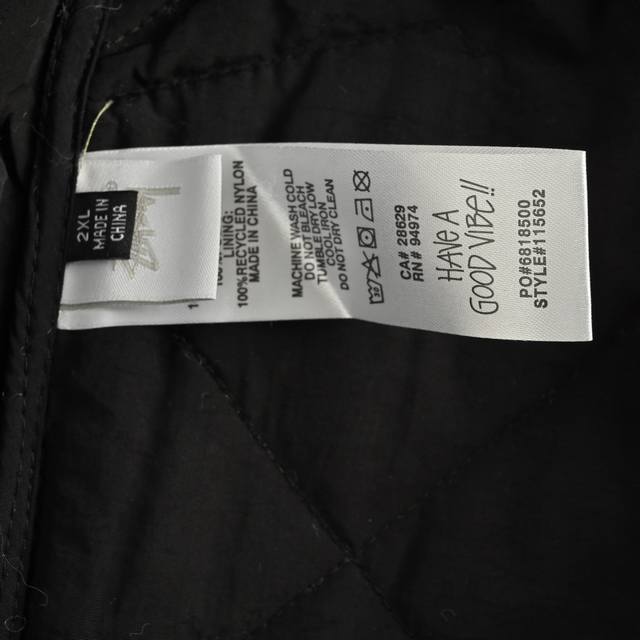 2XL
MADE IN
CHINA
LINING:
100%RECYCLED NYLON
MADE IN CHINA
MACHINE WASH COLD
DO NOT BLEACH
TUMBLE DRY LOW
COOL IRON
DO NOT DRY CLEAN
CA# 28629
RN# 94974
HAVE A
GOOD VIBE!!
PO#6818500
STYLE#115652